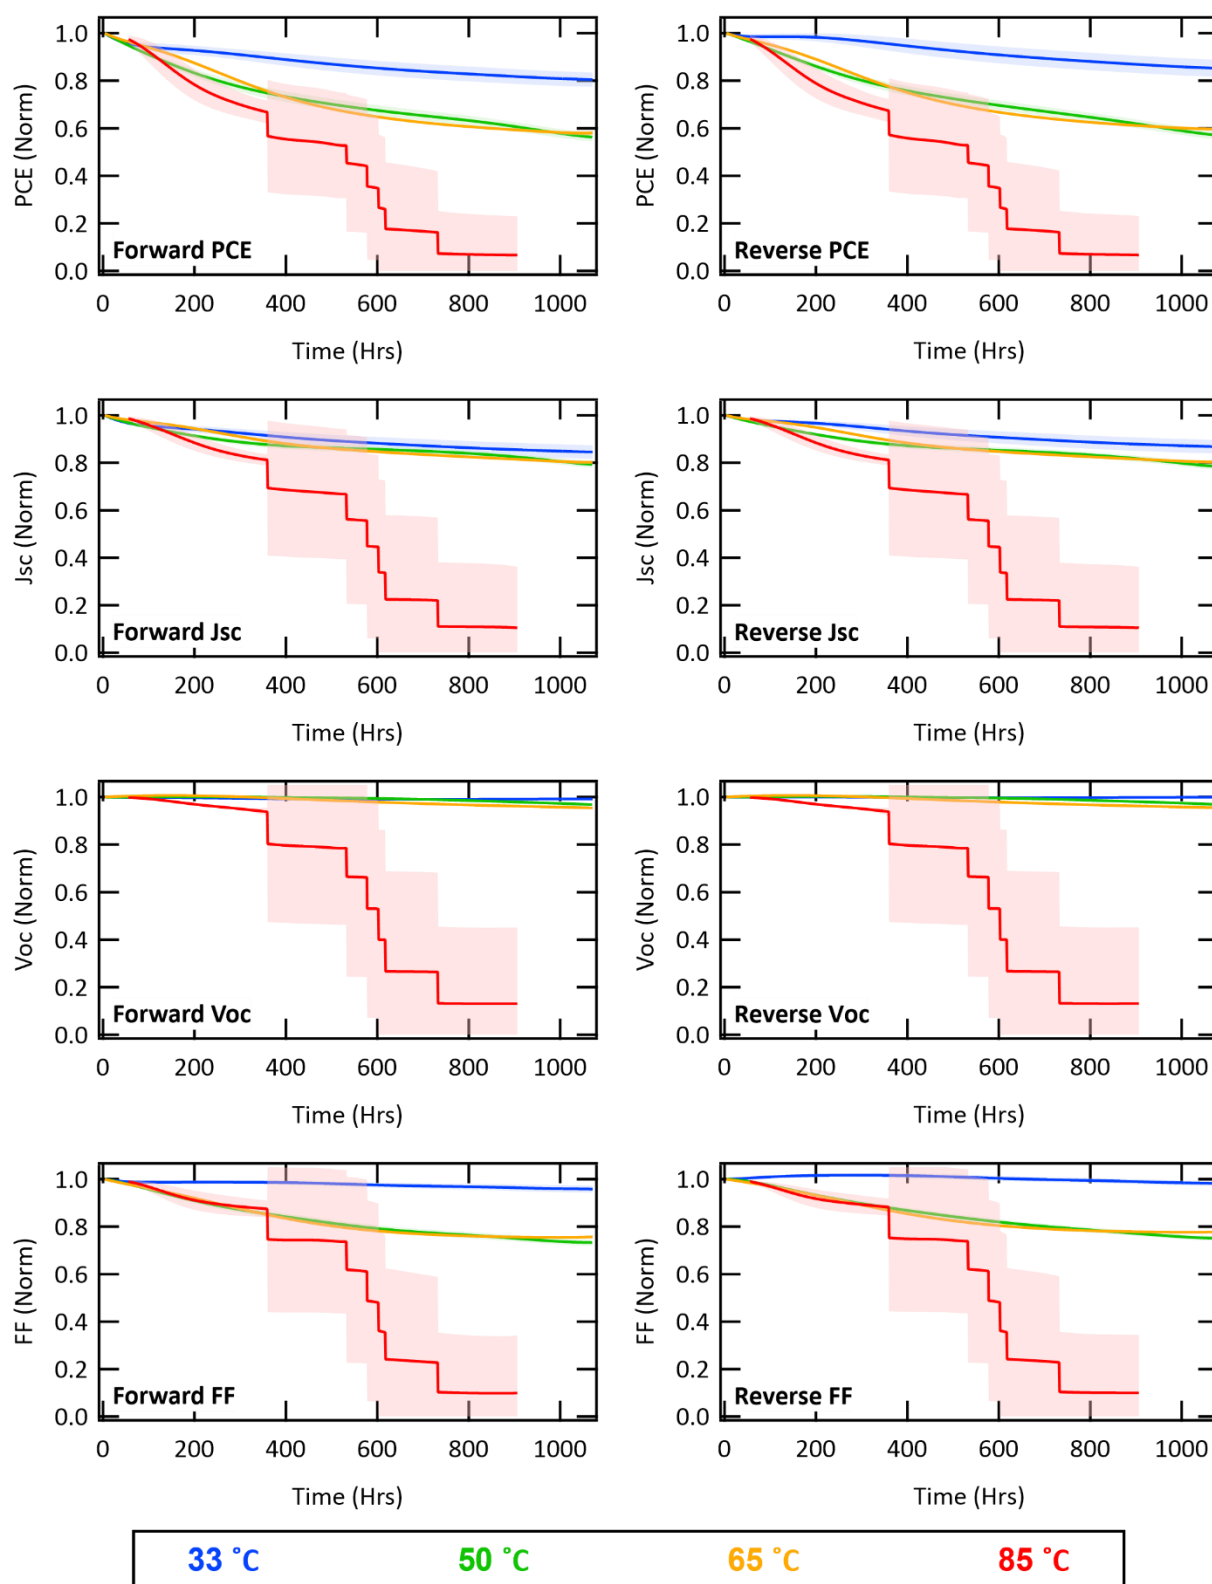 PCE (Norm)
1.0
0.8
0.6
0.4
0.2
0.0
Forward PCE
0 200 400 600 800 1000
Time (Hrs)
PCE (Norm)
1.0
0.8
0.6
0.4
0.2
0.0
Reverse PCE
0 200 400 600 800 1000
Time (Hrs)
Jsc (Norm)
1.0
0.8
0.6
0.4
0.2
0.0
Forward Jsc
0 200 400 600 800 1000
Time (Hrs)
Jsc (Norm)
1.0
0.8
0.6
0.4
0.2
0.0
Reverse Jsc
0 200 400 600 800 1000
Time (Hrs)
Voc (Norm)
1.0
0.8
0.6
0.4
0.2
0.0
Forward Voc
0 200 400 600 800 1000
Time (Hrs)
Voc (Norm)
1.0
0.8
0.6
0.4
0.2
0.0
Reverse Voc
0 200 400 600 800 1000
Time (Hrs)
FF (Norm)
1.0
0.8
0.6
0.4
0.2
0.0
Forward FF
0 200 400 600 800 1000
Time (Hrs)
FF (Norm)
1.0
0.8
0.6
0.4
0.2
0.0
Reverse FF
0 200 400 600 800 1000
Time (Hrs)
33 °C 50 °C 65 °C 85 °C